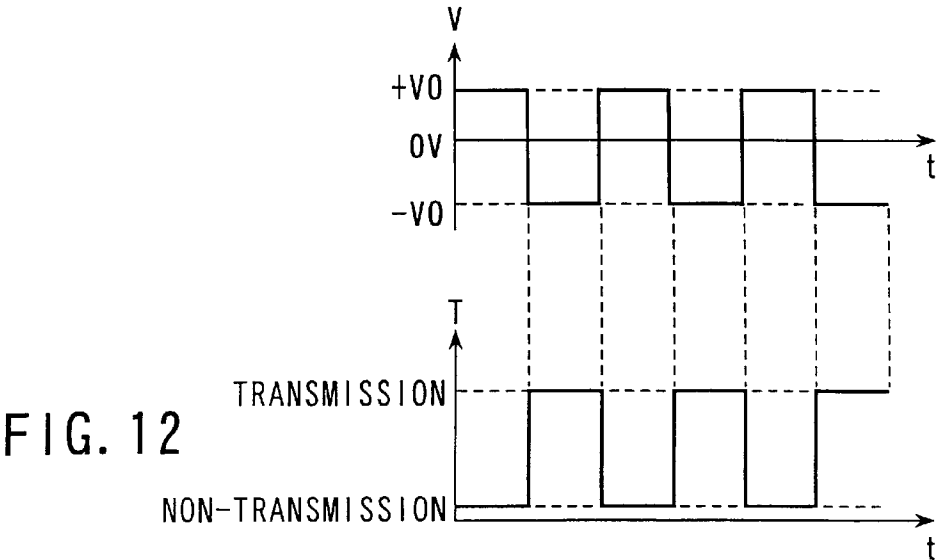 V
+V0
0V
t
-V0
T
TRANSMISSION
FIG. 12
NON-TRANSMISSION
t